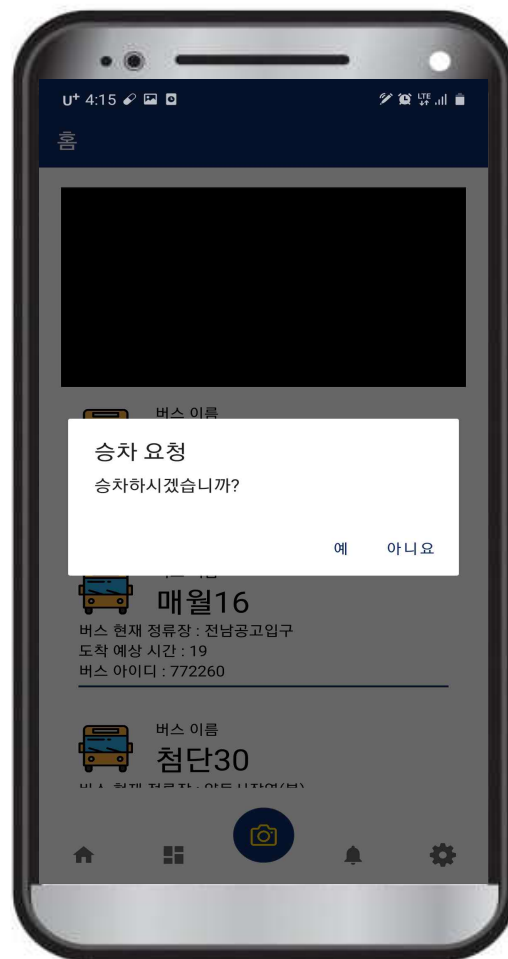 U⁺ 4:15
LTE
홈
버스 이름
승차 요청
승차하시겠습니까?
예 아니요
매월16
버스 현재 정류장 : 전남공고입구
도착 예상 시간 : 19
버스 아이디 : 772260
버스 이름
첨단30